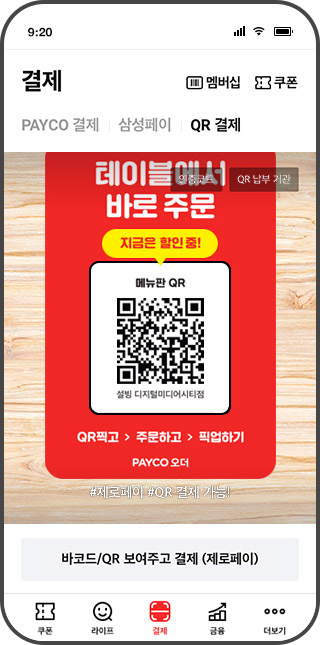 9:20
결제
멤버십
쿠폰
PAYCO 결제
삼성페이
QR 결제
테이블에서
바로 주문
인증코드
QR 납부 기관
지금은 할인 중!
메뉴판 QR
설빙 디지털미디어시티점
QR찍고 > 주문하고 > 픽업하기
PAYCO 오더
#제로페이 #QR 결제 가능!
바코드/QR 보여주고 결제 (제로페이)
쿠폰
라이프
결제
금융
더보기